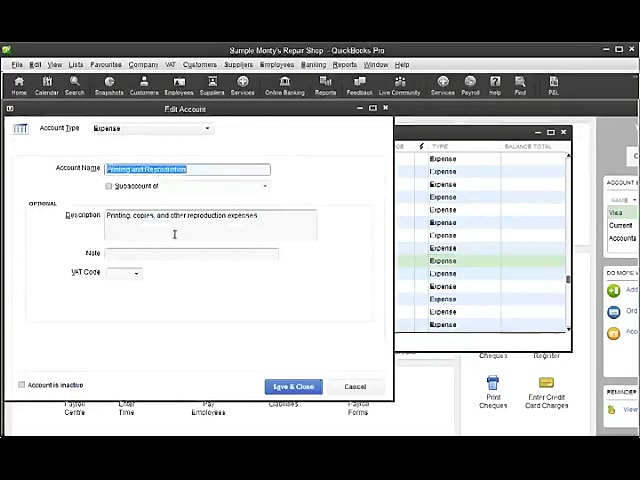 Sample Monty's Repair Shop - QuickBooks Pro
File Edit View Lists Favourites Company VAT Customers Suppliers Employees Banking Reports Window Help
Home Calendar Search Snapshots Customers Employees Suppliers Services Online Banking Reports Feedback Live Community Services Payroll Help Find P&L
Edit Account
Account Type Expense
DE TYPE BALANCE TOTAL
Expense
Expense
Expense
Expense
Expense
Expense
Expense
Expense
Expense
Expense
Expense
Expense
Expense
Expense
Account Name Printing and Reproduction
Subaccount of
OPTIONAL
Description Printing, copies, and other reproduction expenses
Note
VAT Code
Account is inactive
Save & Close Cancel
ACCOUNT
NAME
Visa
Current
Accounts
DO MORE
Add
Ord
Acc
REMINDER
View
Cheques Register
Print Cheques
Enter Credit Card Charges
Payroll Centre
Enter Time
Pay Employees
Liabilities
Payroll Forms